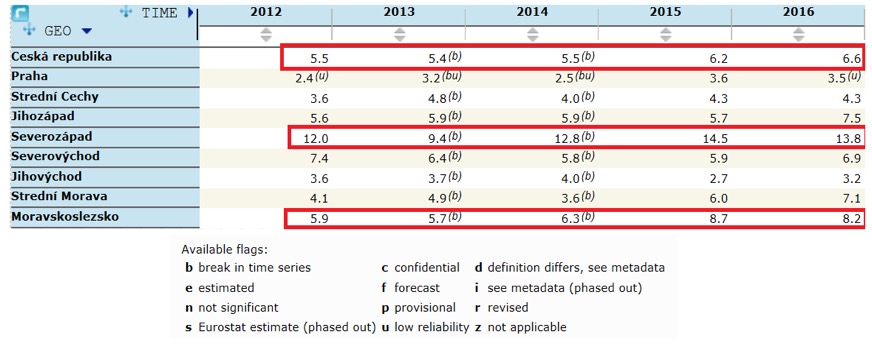 TIME 2012 2013 2014 2015 2016
GEO
Ceská republika 5.5 5.4(b) 5.5(b) 6.2 6.6
Praha 2.4(u) 3.2(bu) 2.5(bu) 3.6 3.5(u)
Strední Cechy 3.6 4.8(b) 4.0(b) 4.3 4.3
Jihozápad 5.6 5.9(b) 5.9(b) 5.7 7.5
Severozápad 12.0 9.4(b) 12.8(b) 14.5 13.8
Severovýchod 7.4 6.4(b) 5.8(b) 5.9 6.9
Jihovýchod 3.6 3.7(b) 4.0(b) 2.7 3.2
Strední Morava 4.1 4.9(b) 3.6(b) 6.0 7.1
Moravskoslezsko 5.9 5.7(b) 6.3(b) 8.7 8.2
Available flags:
b break in time series c confidential d definition differs, see metadata
e estimated f forecast i see metadata (phased out)
n not significant p provisional r revised
s Eurostat estimate (phased out) u low reliability z not applicable